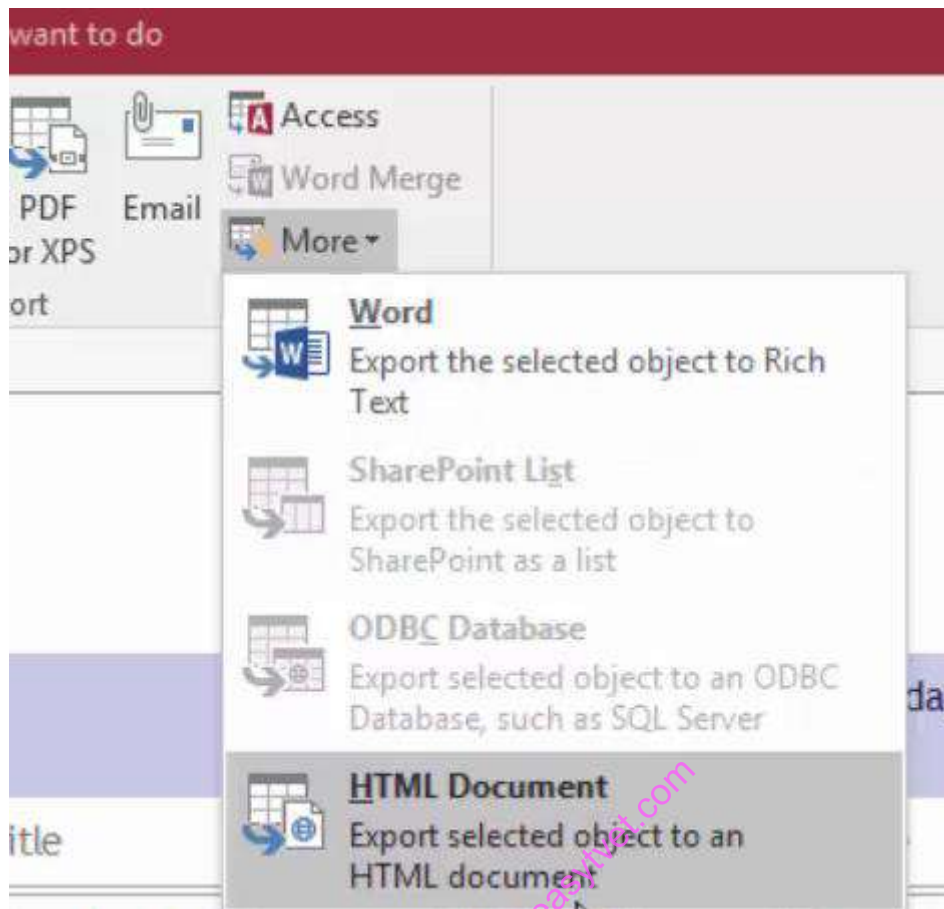 want to do
PDF
or XPS
Email
Access
Word Merge
More
ort
Word
Export the selected object to Rich
Text
SharePoint List
Export the selected object to
SharePoint as a list
ODBC Database
Export selected object to an ODBC
Database, such as SQL Server
da
HTML Document
Export selected object to an
HTML document
itle
easytvet.com